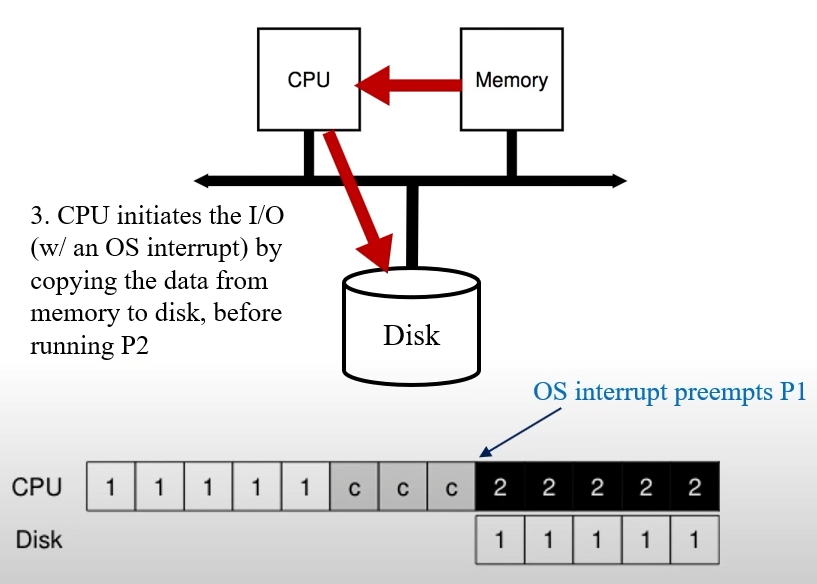 CPU
Memory
3. CPU initiates the I/O
(w/ an OS interrupt) by
copying the data from
memory to disk, before
running P2
Disk
OS interrupt preempts P1
CPU 1 1 1 1 1 c c c 2 2 2 2 2
Disk 1 1 1 1 1